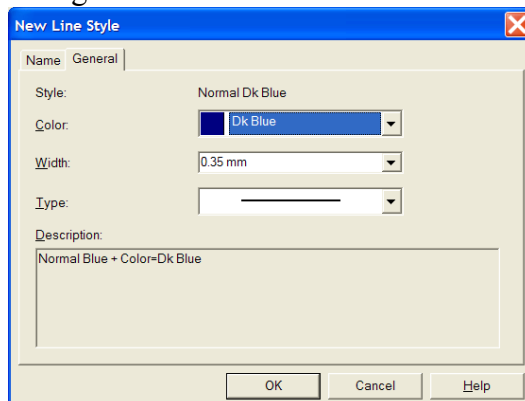 New Line Style
Name General
Style: Normal Dk Blue
Color: Dk Blue
Width: 0.35 mm
Type:
Description:
Normal Blue + Color=Dk Blue
OK Cancel Help